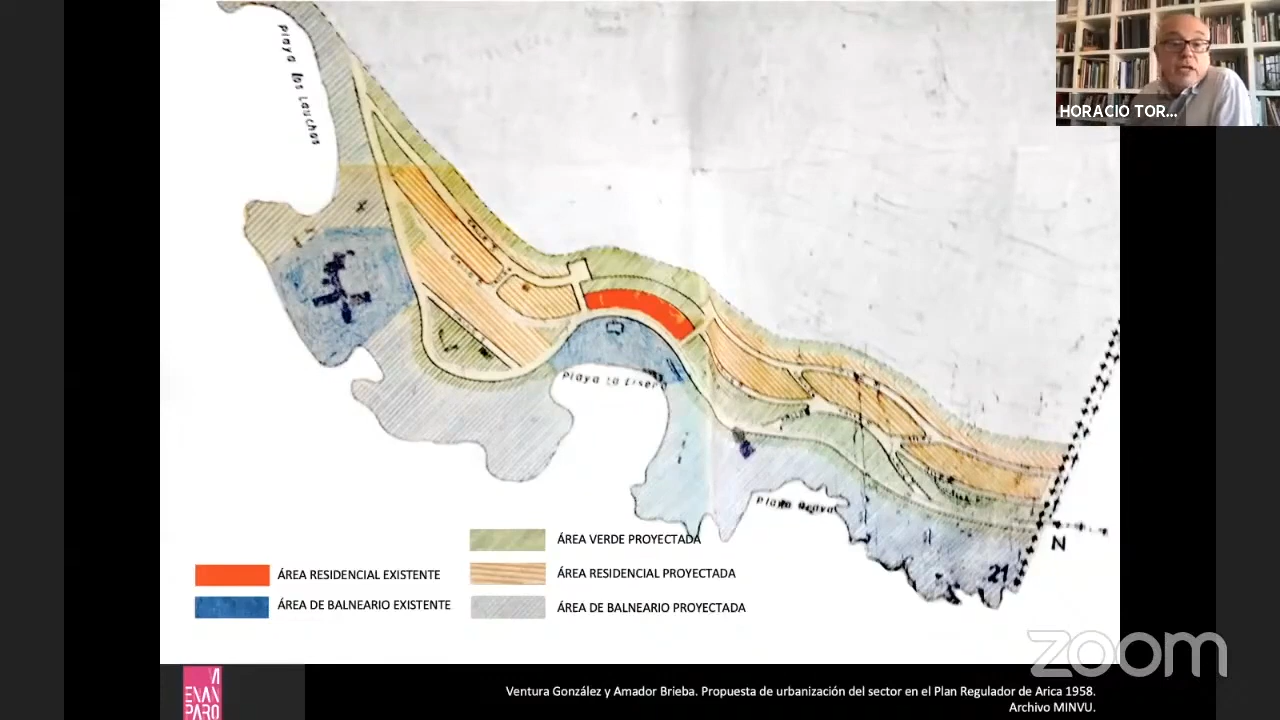 Playa Las Lauchas
HORACIO TOR...
Playa La Lisera
Playa Brava
N
21
ÁREA VERDE PROYECTADA
ÁREA RESIDENCIAL EXISTENTE
ÁREA RESIDENCIAL PROYECTADA
ÁREA DE BALNEARIO EXISTENTE
ÁREA DE BALNEARIO PROYECTADA
zoom
Ventura González y Amador Brieba. Propuesta de urbanización del sector en el Plan Regulador de Arica 1958.
Archivo MINVU.